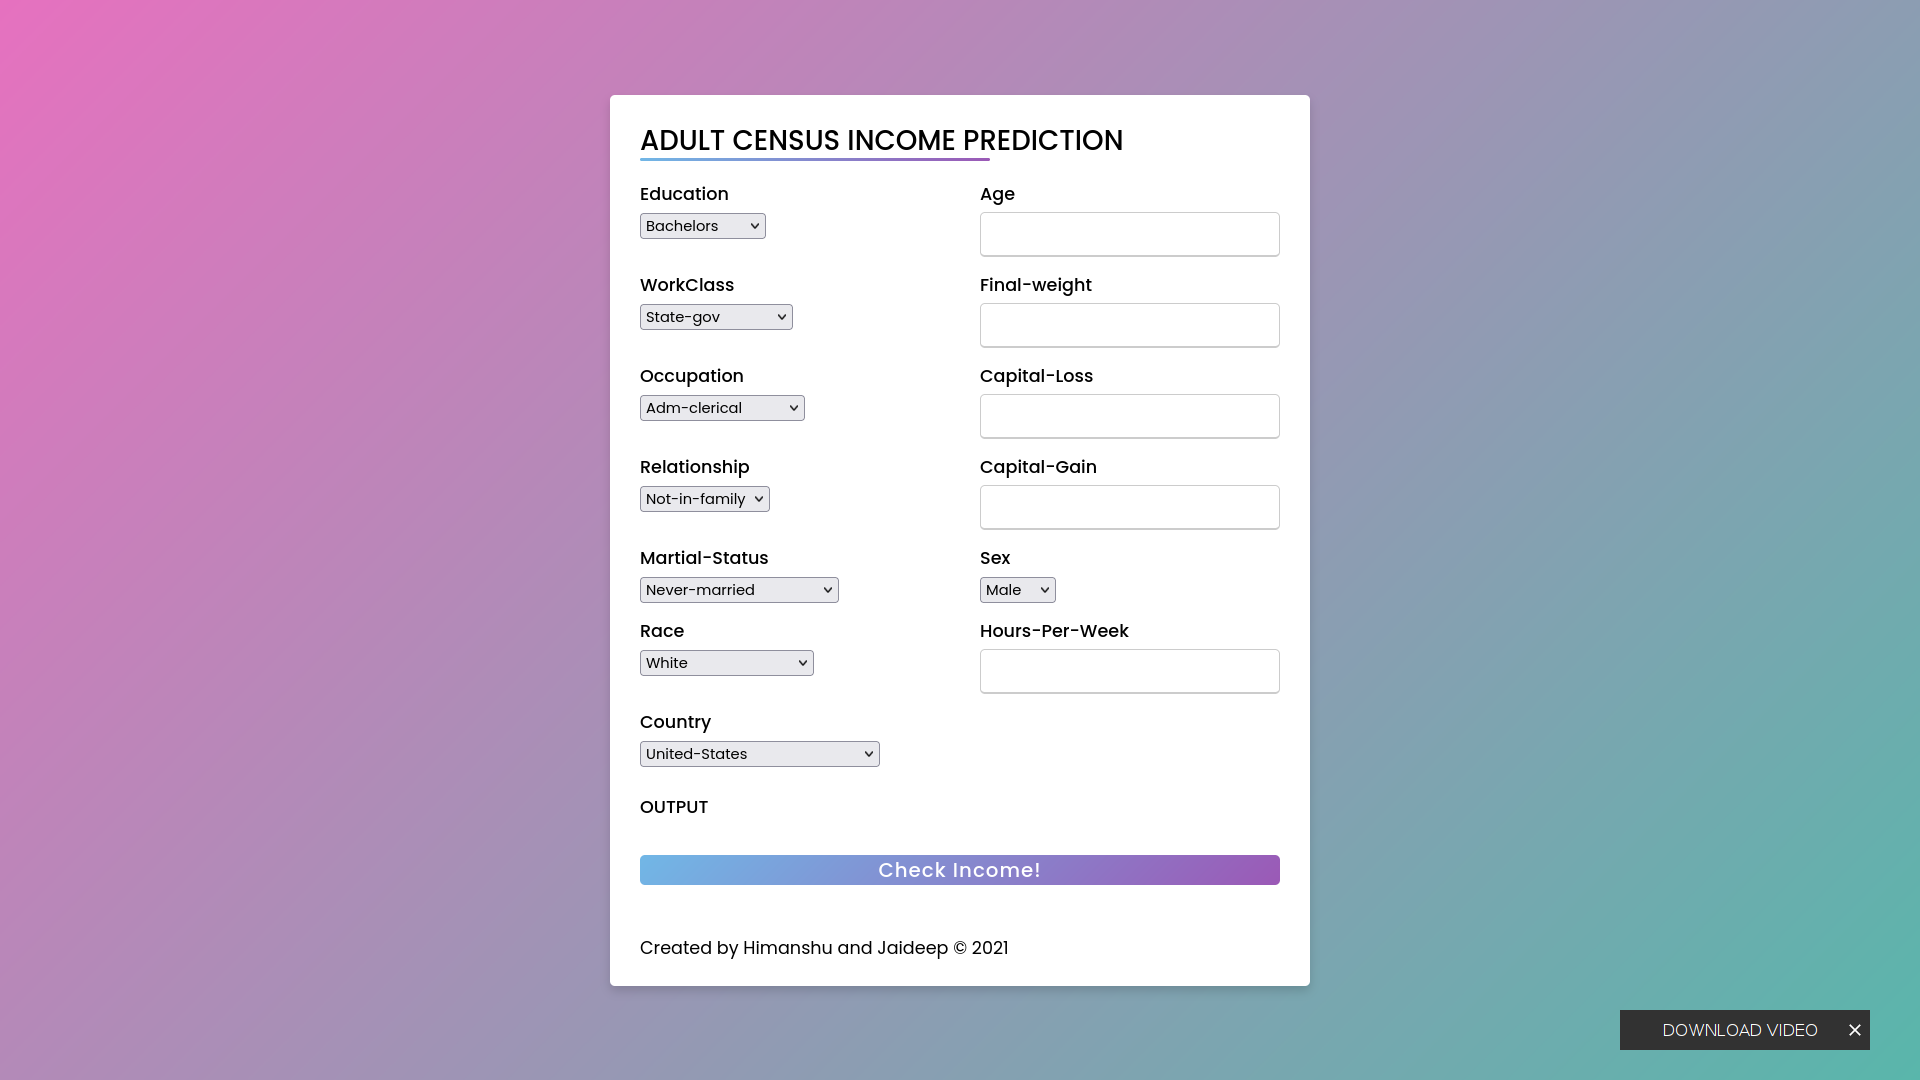 ADULT CENSUS INCOME PREDICTION
Education
Bachelors
Age
WorkClass
State-gov
Final-weight
Occupation
Adm-clerical
Capital-Loss
Relationship
Not-in-family
Capital-Gain
Martial-Status
Never-married
Sex
Male
Race
White
Hours-Per-Week
Country
United-States
OUTPUT
Check Income!
Created by Himanshu and Jaideep © 2021
DOWNLOAD VIDEO